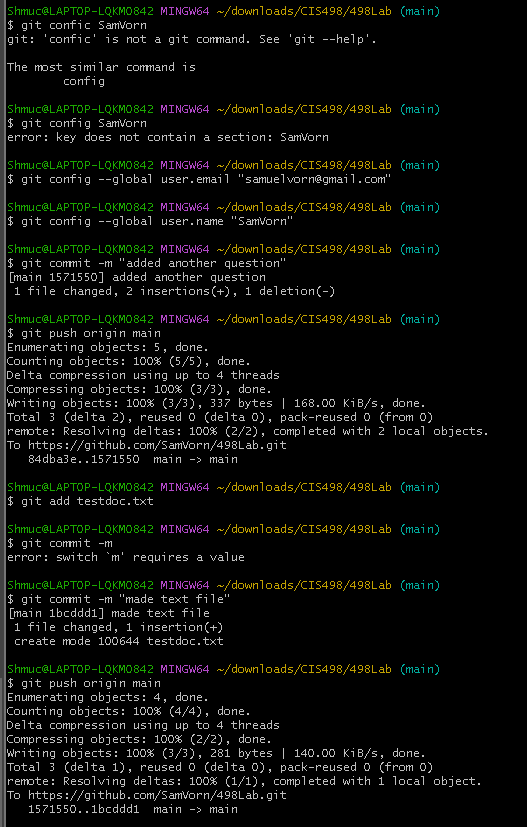 Shmuc@LAPTOP-LQKMO842 MINGW64 ~/downloads/CIS498/498Lab (main)
$ git confic SamVorn
git: 'confic' is not a git command. See 'git --help'.

The most similar command is
        config

Shmuc@LAPTOP-LQKMO842 MINGW64 ~/downloads/CIS498/498Lab (main)
$ git config SamVorn
error: key does not contain a section: SamVorn

Shmuc@LAPTOP-LQKMO842 MINGW64 ~/downloads/CIS498/498Lab (main)
$ git config --global user.email "samuelvorn@gmail.com"

Shmuc@LAPTOP-LQKMO842 MINGW64 ~/downloads/CIS498/498Lab (main)
$ git config --global user.name "SamVorn"

Shmuc@LAPTOP-LQKMO842 MINGW64 ~/downloads/CIS498/498Lab (main)
$ git commit -m "added another question"
[main 1571550] added another question
 1 file changed, 2 insertions(+), 1 deletion(-)

Shmuc@LAPTOP-LQKMO842 MINGW64 ~/downloads/CIS498/498Lab (main)
$ git push origin main
Enumerating objects: 5, done.
Counting objects: 100% (5/5), done.
Delta compression using up to 4 threads
Compressing objects: 100% (3/3), done.
Writing objects: 100% (3/3), 337 bytes | 168.00 KiB/s, done.
Total 3 (delta 2), reused 0 (delta 0), pack-reused 0 (from 0)
remote: Resolving deltas: 100% (2/2), completed with 2 local objects.
To https://github.com/SamVorn/498Lab.git
   84dba3e..1571550  main -> main

Shmuc@LAPTOP-LQKMO842 MINGW64 ~/downloads/CIS498/498Lab (main)
$ git add testdoc.txt

Shmuc@LAPTOP-LQKMO842 MINGW64 ~/downloads/CIS498/498Lab (main)
$ git commit -m
error: switch `m' requires a value

Shmuc@LAPTOP-LQKMO842 MINGW64 ~/downloads/CIS498/498Lab (main)
$ git commit -m "made text file"
[main 1bcddd1] made text file
 1 file changed, 1 insertion(+)
 create mode 100644 testdoc.txt

Shmuc@LAPTOP-LQKMO842 MINGW64 ~/downloads/CIS498/498Lab (main)
$ git push origin main
Enumerating objects: 4, done.
Counting objects: 100% (4/4), done.
Delta compression using up to 4 threads
Compressing objects: 100% (2/2), done.
Writing objects: 100% (3/3), 281 bytes | 140.00 KiB/s, done.
Total 3 (delta 1), reused 0 (delta 0), pack-reused 0 (from 0)
remote: Resolving deltas: 100% (1/1), completed with 1 local object.
To https://github.com/SamVorn/498Lab.git
   1571550..1bcddd1  main -> main